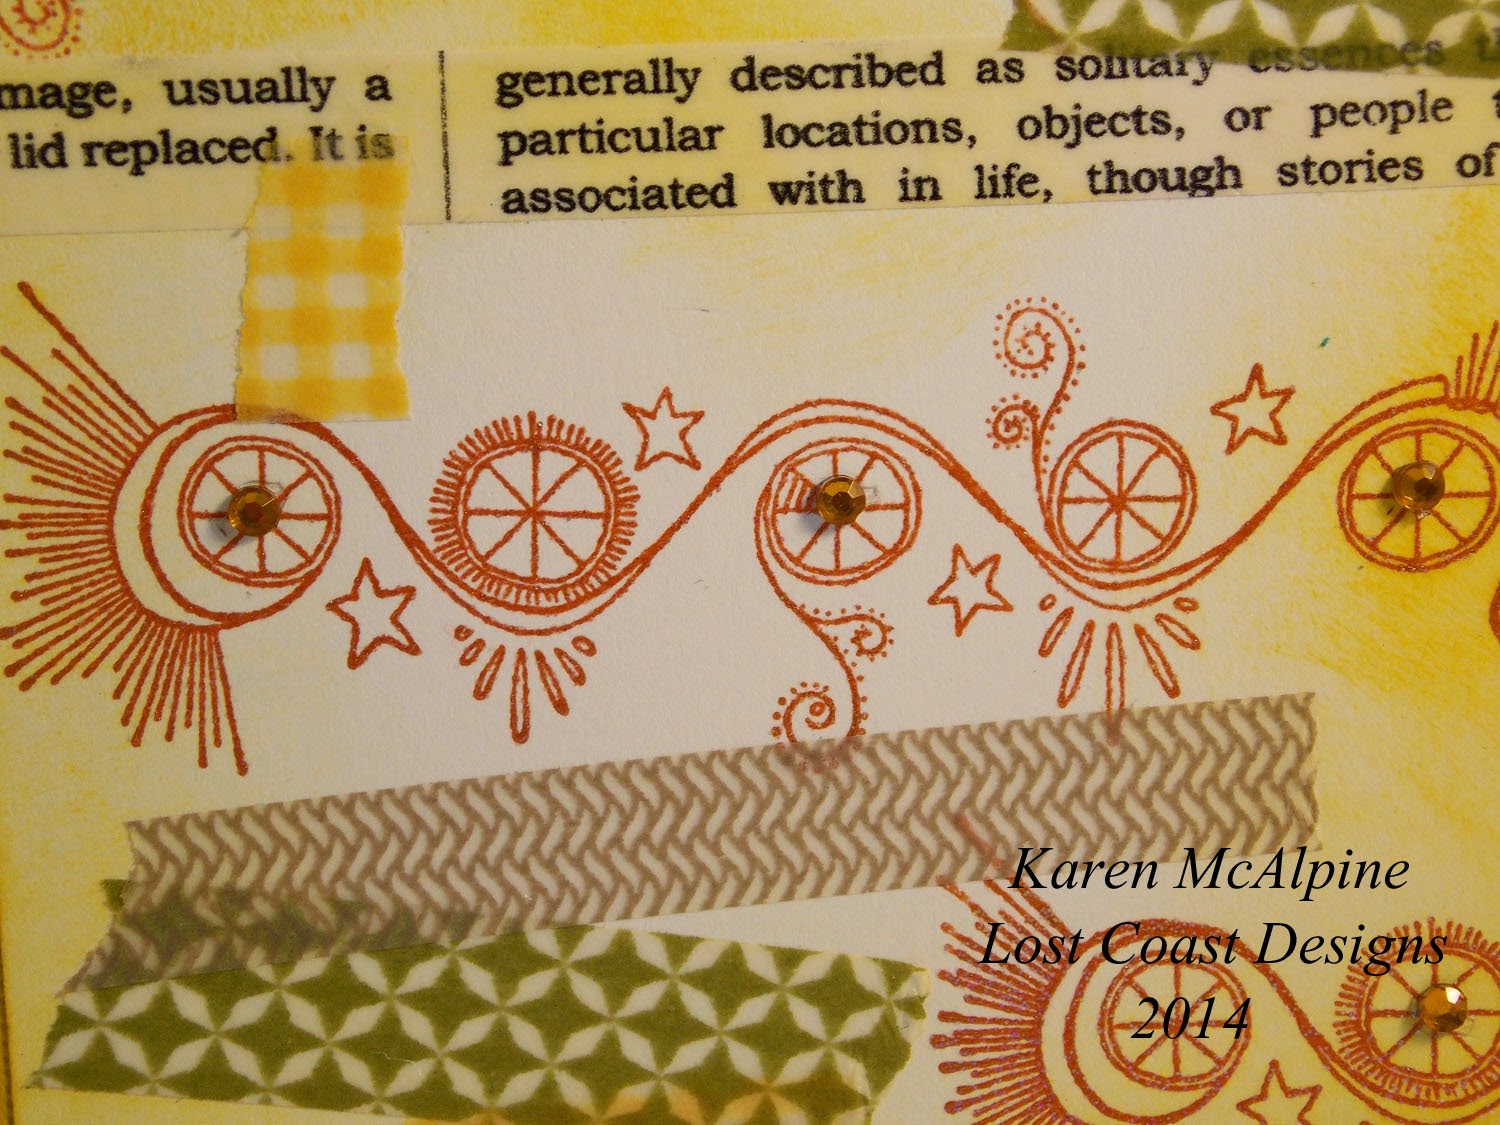 mage, usually a
lid replaced. It is
generally described as solitary essences
particular locations, objects, or people
associated with in life, though stories of
Karen McAlpine
Lost Coast Designs
2014